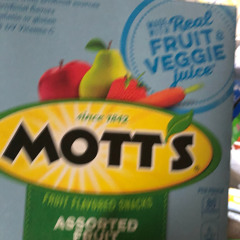 MADE
WITH Real
FRUIT &
VEGGIE
juice
since 1842
MOTT'S
FRUIT FLAVORED SNACKS
ASSORTED
FRUIT